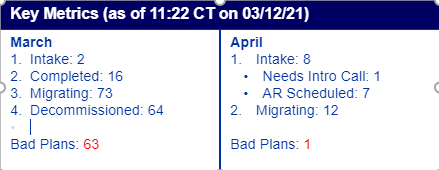 Key Metrics (as of 11:22 CT on 03/12/21)
March
1. Intake: 2
2. Completed: 16
3. Migrating: 73
4. Decommissioned: 64
Bad Plans: 63
April
1. Intake: 8
• Needs Intro Call: 1
• AR Scheduled: 7
2. Migrating: 12
Bad Plans: 1